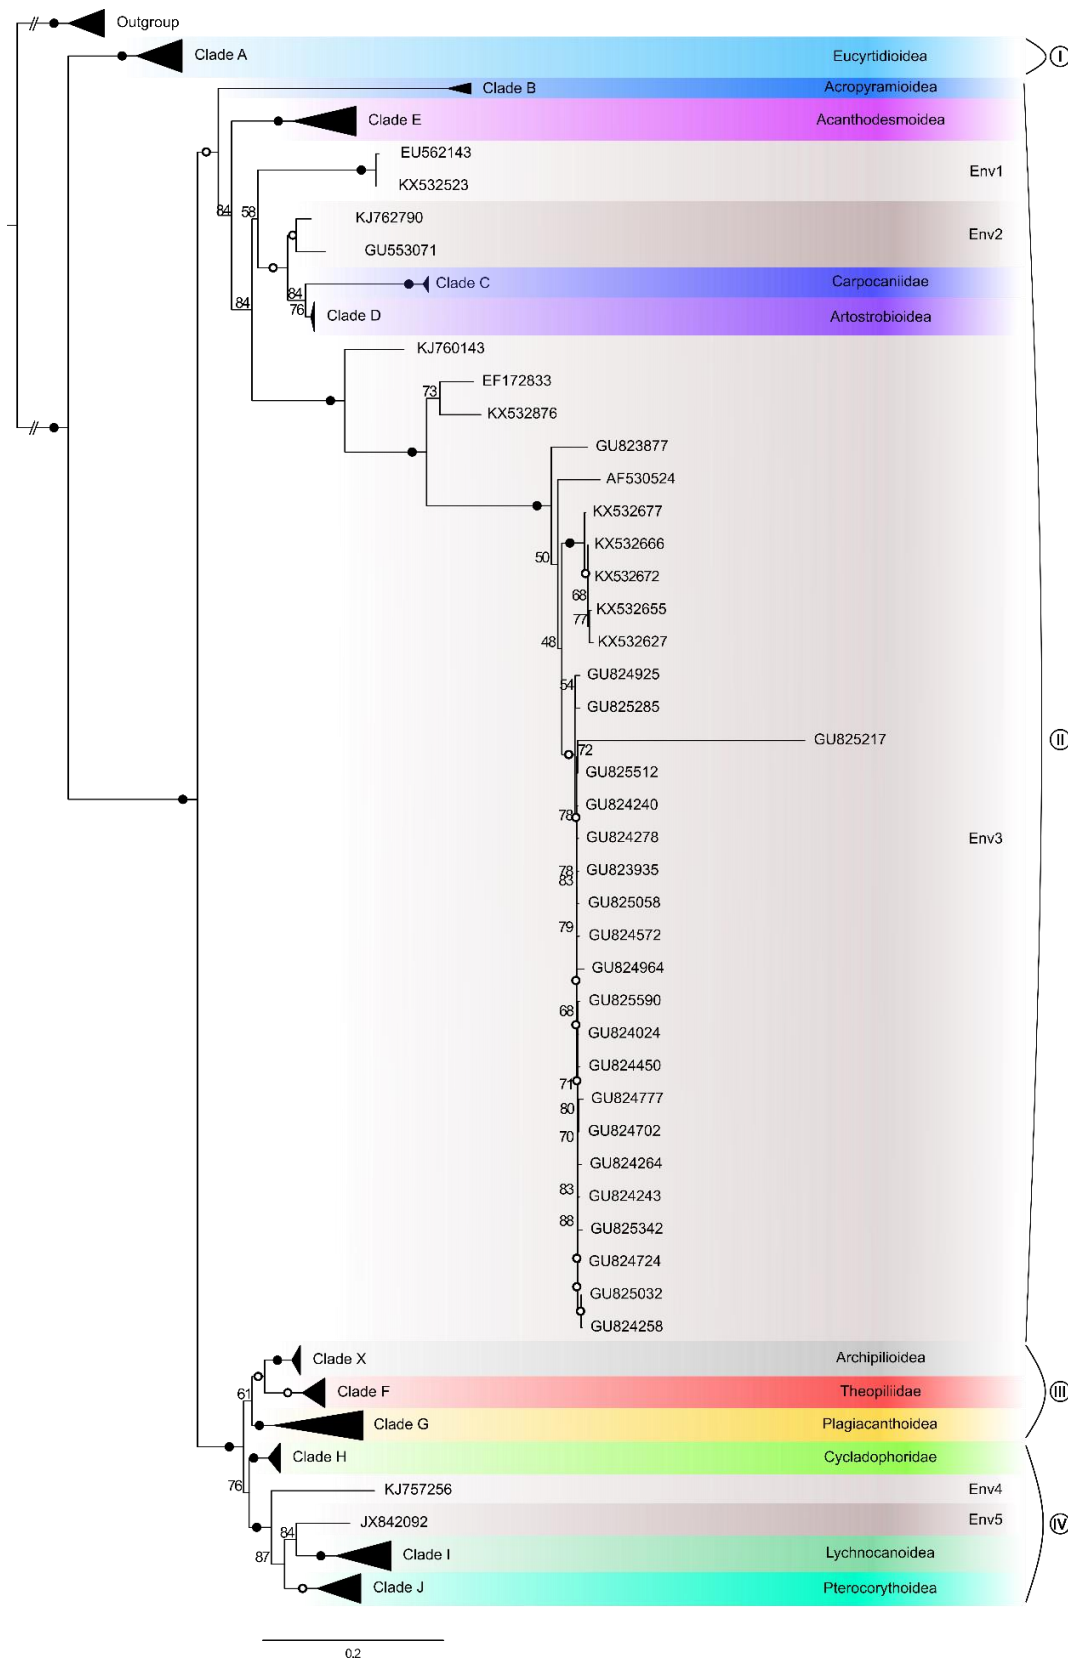 Outgroup
Clade A Eucyrtidioidea I
Clade B Acropyramioidea
Clade E Acanthodesmoidea
EU562143
Env1
KX532523
84 58
KJ762790
Env2
GU553071
Clade C Carpocaniidae
84
84 76
Clade D Artostrobioidea
KJ760143
EF172833
73
KX532876
GU823877
AF530524
KX532677
KX532666
50
KX532672
68
KX532655
77
KX532627
48
GU824925
54
GU825285
GU825217 II
72
GU825512
GU824240
78
GU824278 Env3
78 GU823935
83
GU825058
79
GU824572
GU824964
GU825590
68
GU824024
GU824450
71
GU824777
80
GU824702
70
GU824264
83
GU824243
88
GU825342
GU824724
GU825032
GU824258
Clade X Archipilioidea
61 Clade F Theopiliidae III
Clade G Plagiacanthoidea
Clade H Cycladophoridae
76
KJ757256 Env4
JX842092 Env5 IV
84
87
Clade I Lychnocanoidea
Clade J Pterocorythoidea
0.2